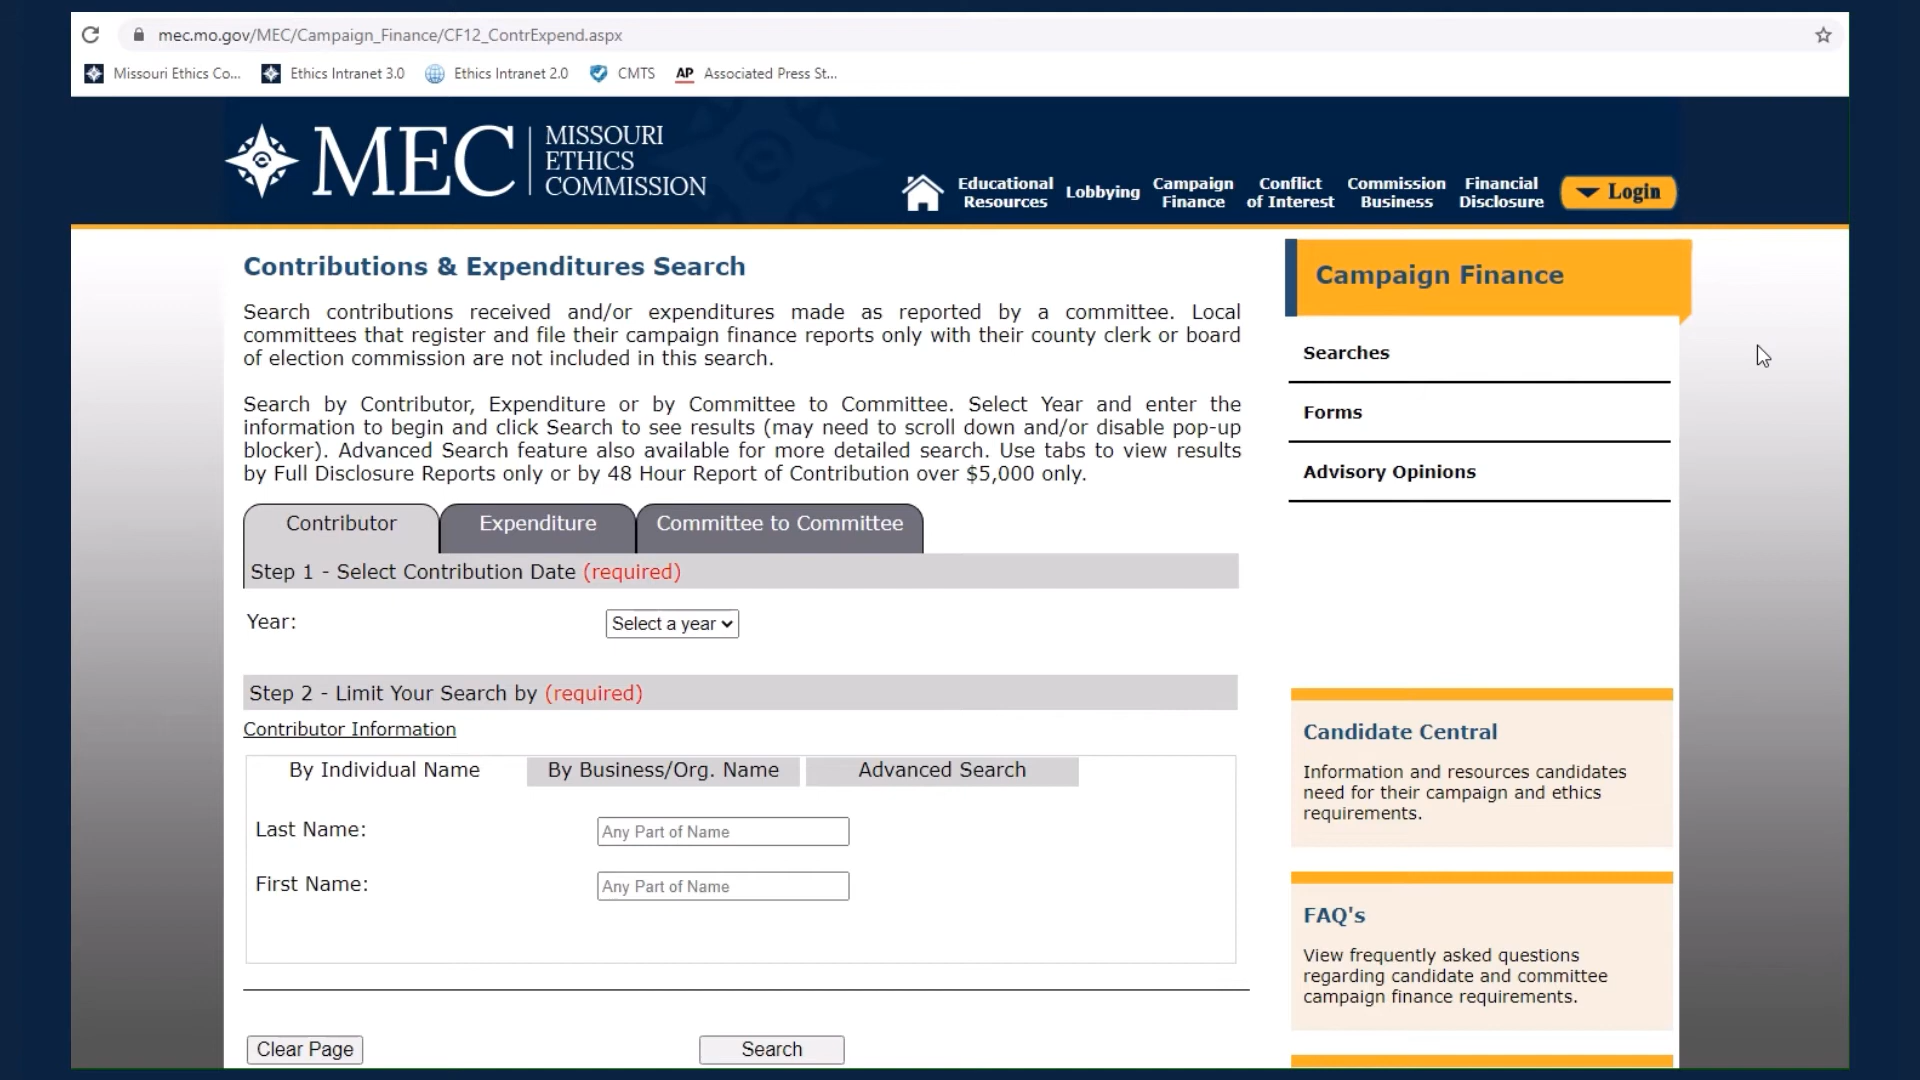 mec.mo.gov/MEC/Campaign_Finance/CF12_ContrExpend.aspx
Missouri Ethics Co... Ethics Intranet 3.0 Ethics Intranet 2.0 CMTS AP Associated Press St...
MEC
MISSOURI
ETHICS
COMMISSION
Educational
Resources
Lobbying
Campaign
Finance
Conflict
of Interest
Commission
Business
Financial
Disclosure
Login
Contributions & Expenditures Search
Search contributions received and/or expenditures made as reported by a committee. Local
committees that register and file their campaign finance reports only with their county clerk or board
of election commission are not included in this search.
Search by Contributor, Expenditure or by Committee to Committee. Select Year and enter the
information to begin and click Search to see results (may need to scroll down and/or disable pop-up
blocker). Advanced Search feature also available for more detailed search. Use tabs to view results
by Full Disclosure Reports only or by 48 Hour Report of Contribution over $5,000 only.
Contributor Expenditure Committee to Committee
Step 1 - Select Contribution Date (required)
Year: Select a year
Step 2 - Limit Your Search by (required)
Contributor Information
By Individual Name By Business/Org. Name Advanced Search
Last Name: Any Part of Name
First Name: Any Part of Name
Clear Page Search
Campaign Finance
Searches
Forms
Advisory Opinions
Candidate Central
Information and resources candidates
need for their campaign and ethics
requirements.
FAQ's
View frequently asked questions
regarding candidate and committee
campaign finance requirements.